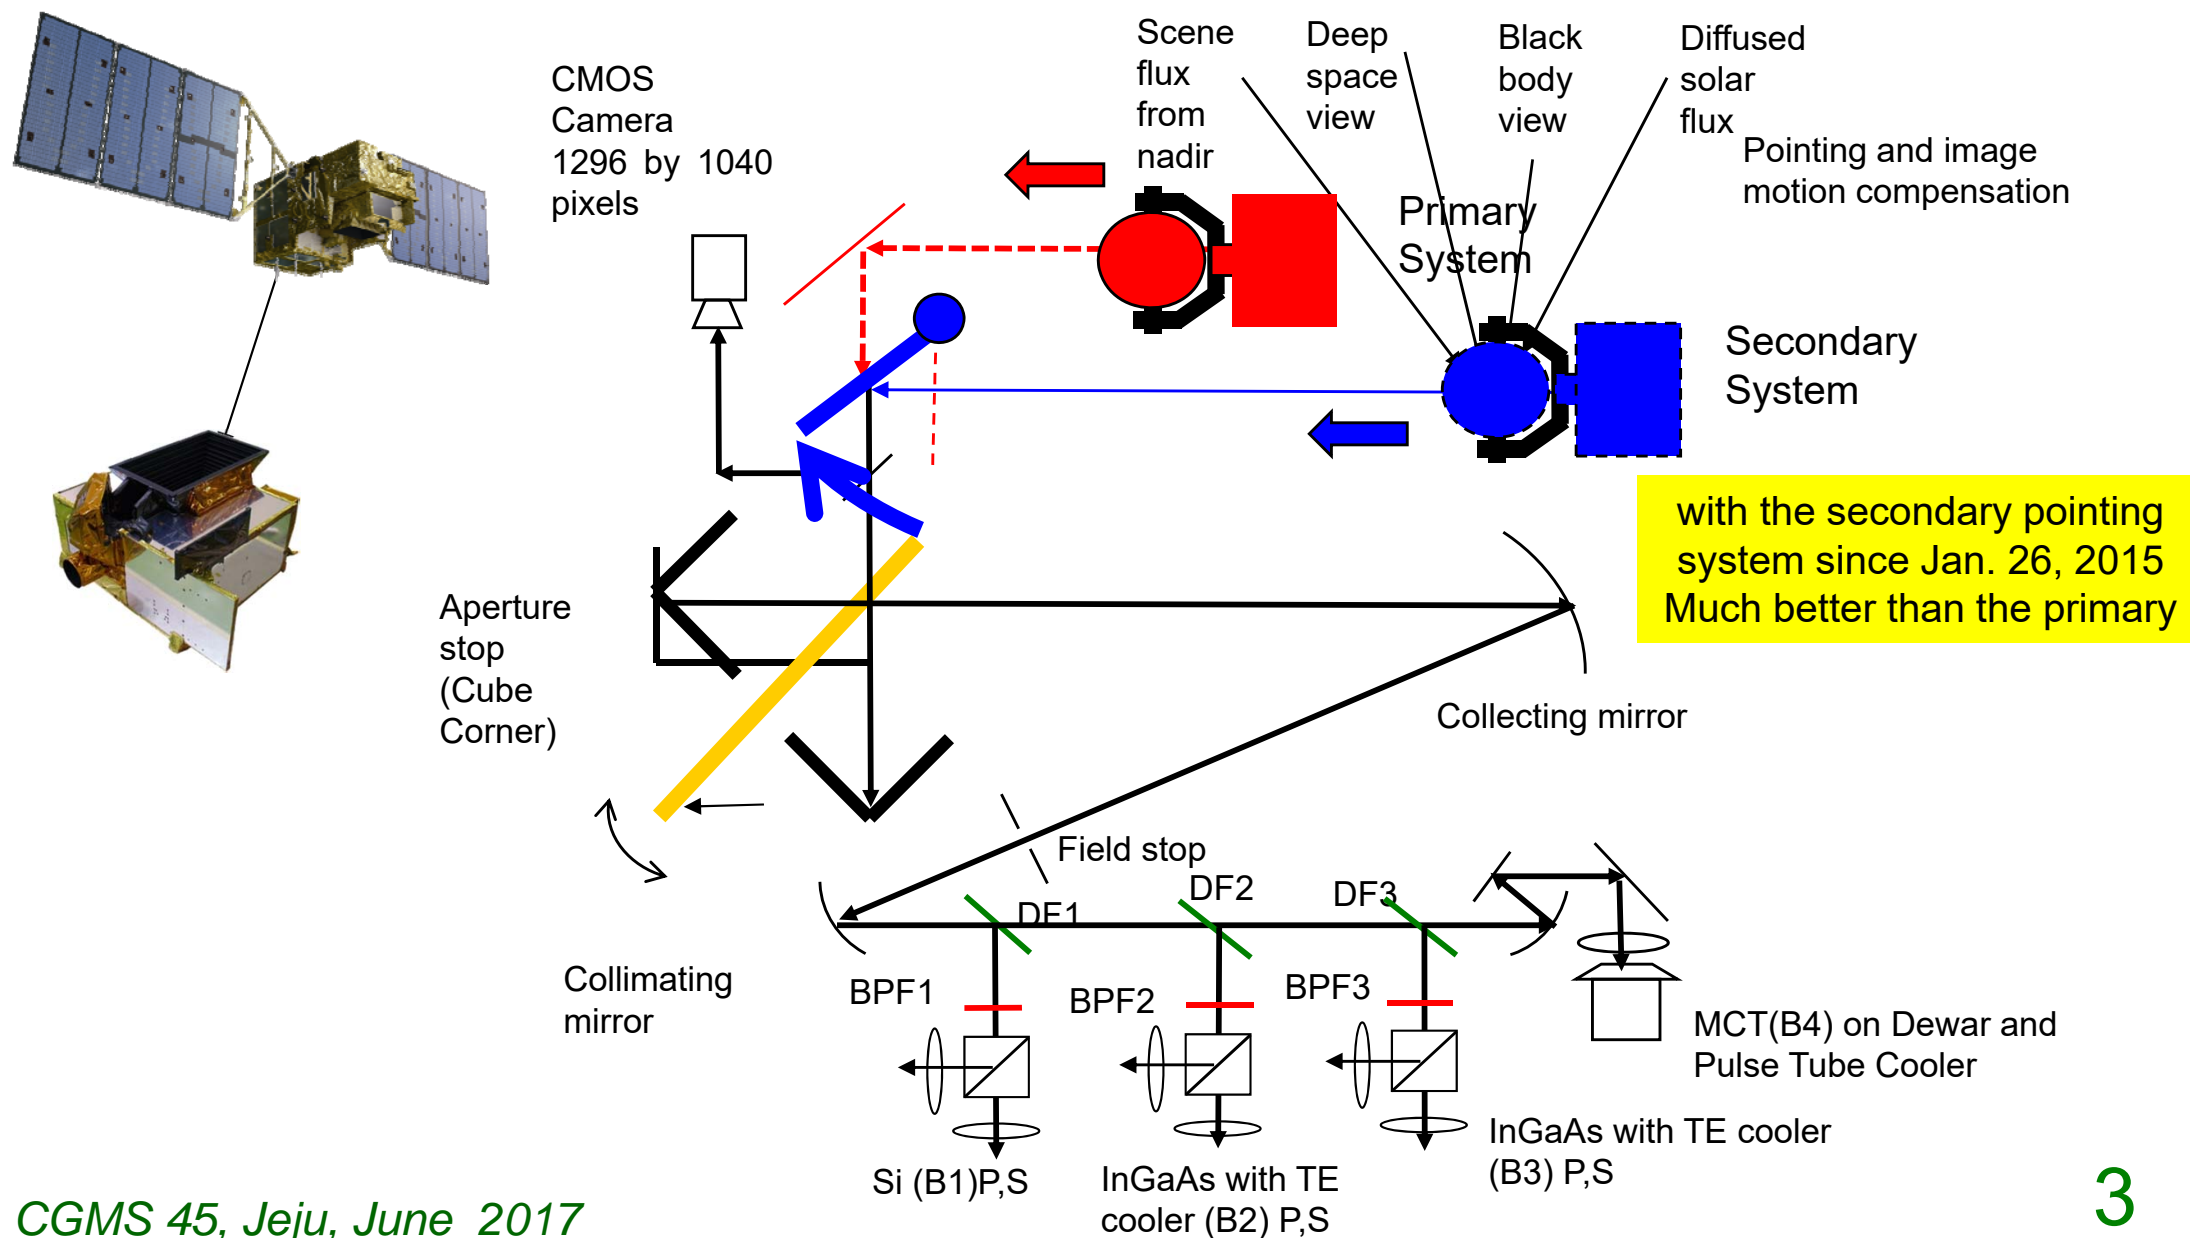 CMOS
Camera
1296 by 1040
pixels
Scene
flux
from
nadir
Deep
space
view
Black
body
view
Diffused
solar
flux
Pointing and image
motion compensation
Primary
System
Secondary
System
with the secondary pointing
system since Jan. 26, 2015
Much better than the primary
Aperture
stop
(Cube
Corner)
Collecting mirror
Field stop
DF1
DF2
DF3
Collimating
mirror
BPF1
BPF2
BPF3
MCT(B4) on Dewar and
Pulse Tube Cooler
Si (B1)P,S
InGaAs with TE
cooler (B2) P,S
InGaAs with TE cooler
(B3) P,S
CGMS 45, Jeju, June 2017
3